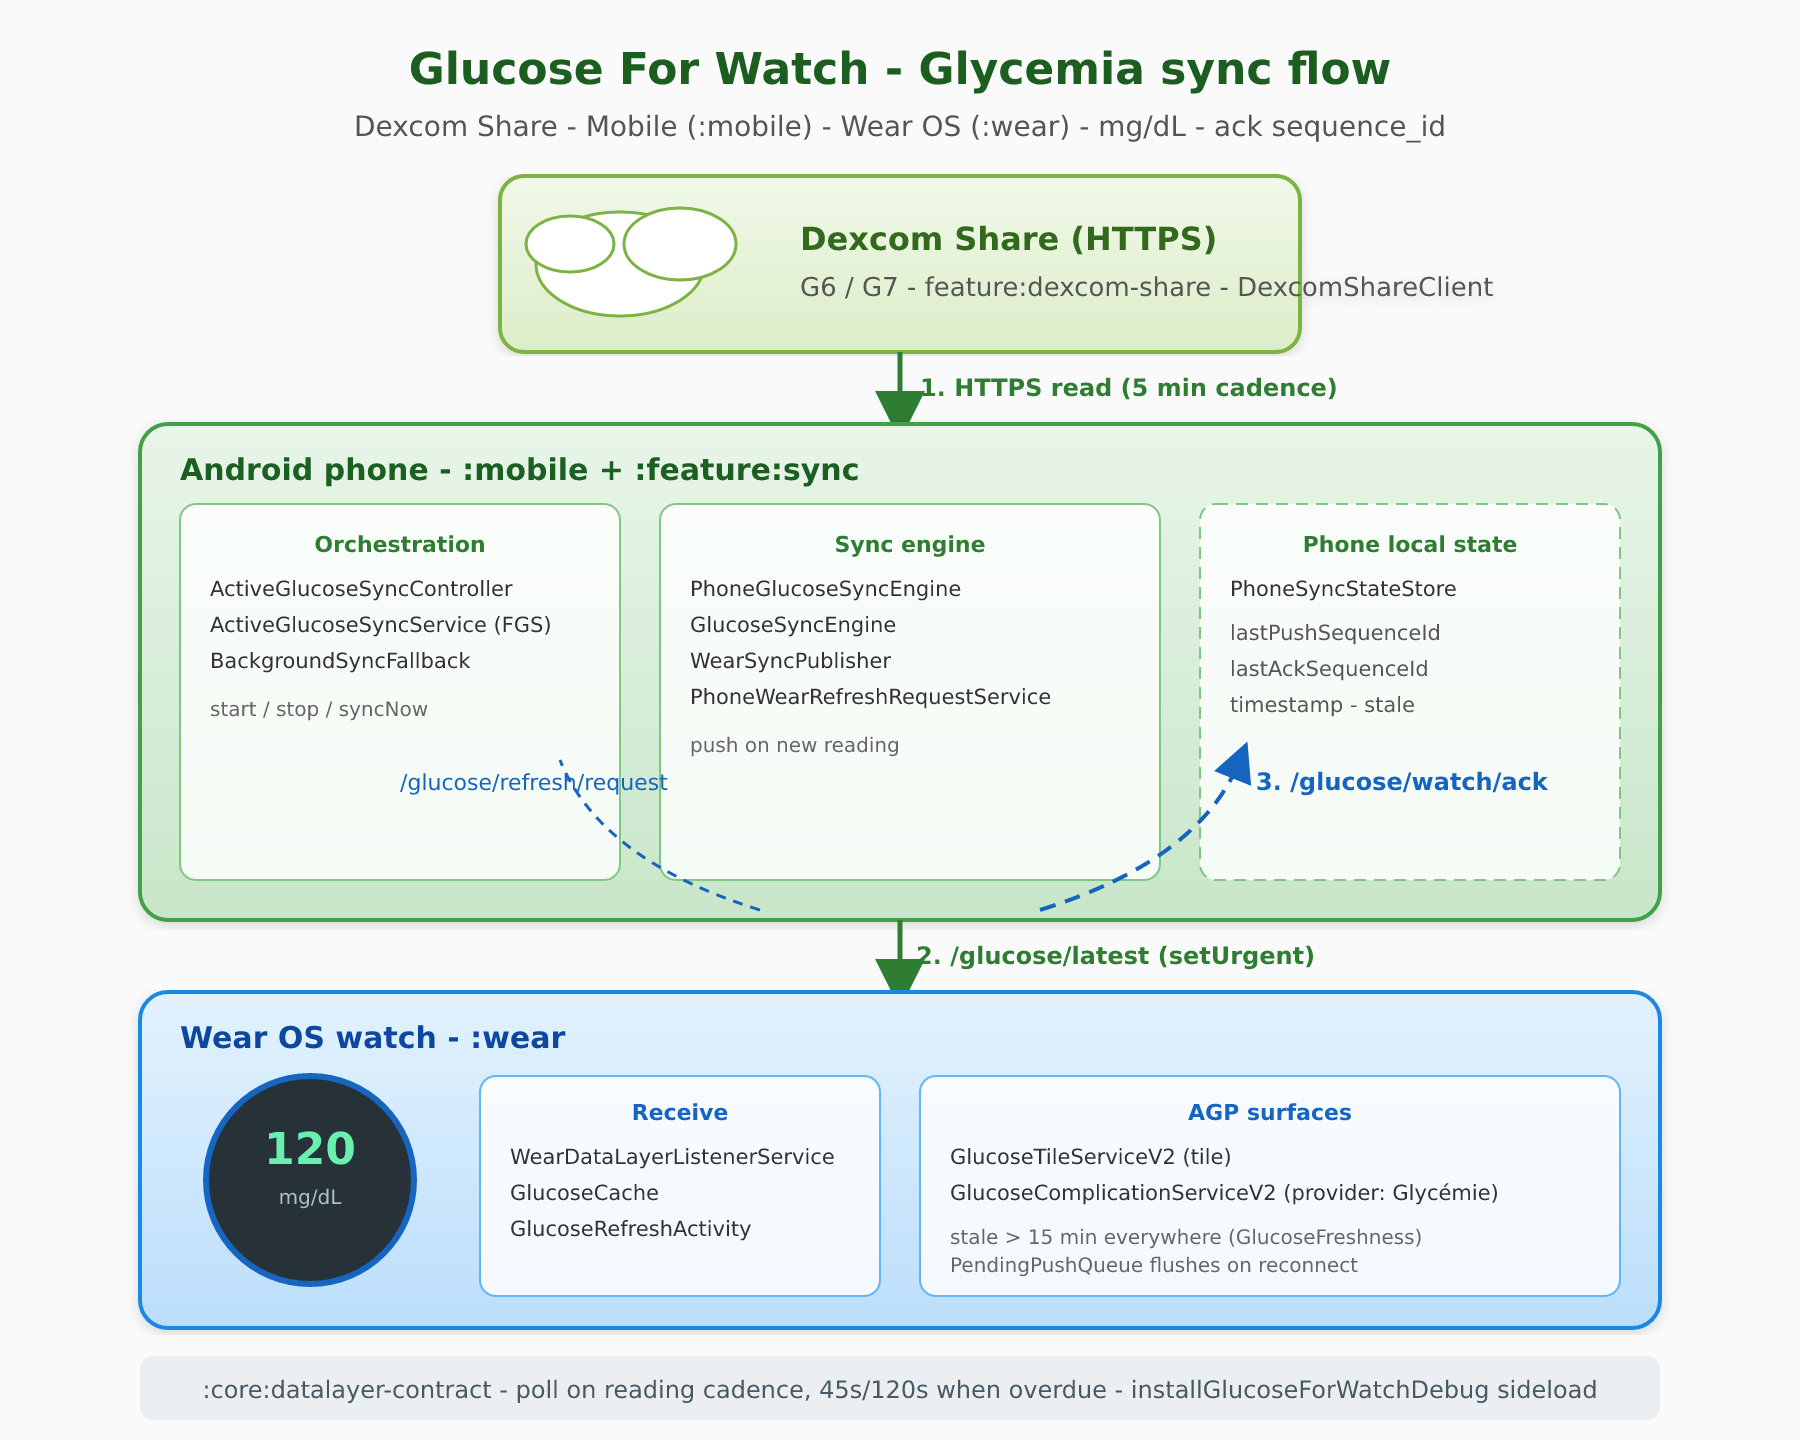 Glucose For Watch - Glycemia sync flow
Dexcom Share - Mobile (:mobile) - Wear OS (:wear) - mg/dL - ack sequence_id
Dexcom Share (HTTPS)
G6 / G7 - feature:dexcom-share - DexcomShareClient
1. HTTPS read (5 min cadence)
Android phone - :mobile + :feature:sync
Orchestration
ActiveGlucoseSyncController
ActiveGlucoseSyncService (FGS)
BackgroundSyncFallback
start / stop / syncNow
/glucose/refresh/request
Sync engine
PhoneGlucoseSyncEngine
GlucoseSyncEngine
WearSyncPublisher
PhoneWearRefreshRequestService
push on new reading
Phone local state
PhoneSyncStateStore
lastPushSequenceId
lastAckSequenceId
timestamp - stale
3. /glucose/watch/ack
2. /glucose/latest (setUrgent)
Wear OS watch - :wear
120
mg/dL
Receive
WearDataLayerListenerService
GlucoseCache
GlucoseRefreshActivity
AGP surfaces
GlucoseTileServiceV2 (tile)
GlucoseComplicationServiceV2 (provider: Glycémie)
stale > 15 min everywhere (GlucoseFreshness)
PendingPushQueue flushes on reconnect
:core:datalayer-contract - poll on reading cadence, 45s/120s when overdue - installGlucoseForWatchDebug sideload